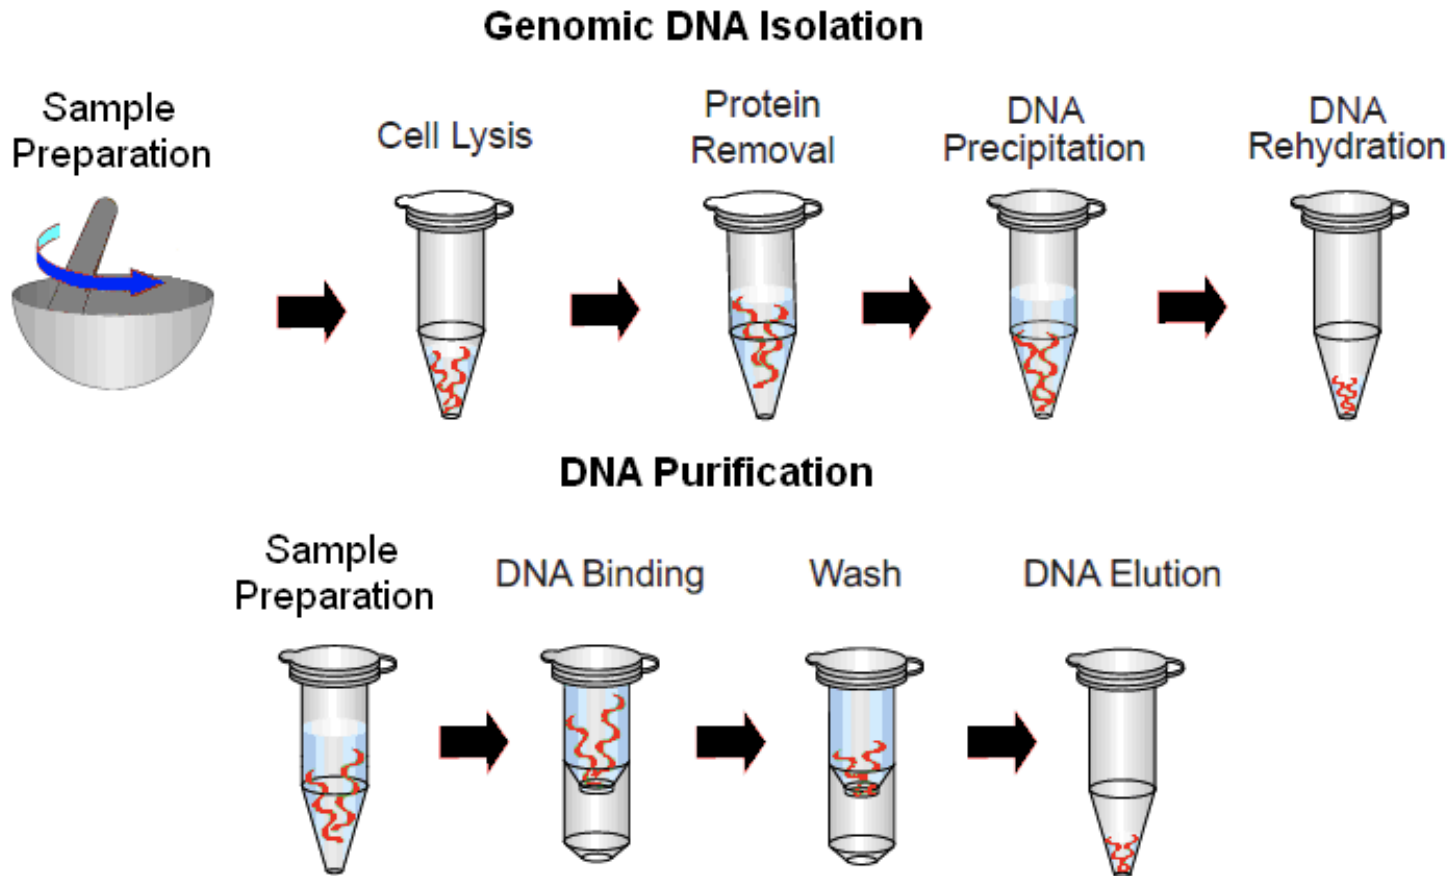 Genomic DNA Isolation
Sample
Preparation
Cell Lysis
Protein
Removal
DNA
Precipitation
DNA
Rehydration
DNA Purification
Sample
Preparation
DNA Binding
Wash
DNA Elution